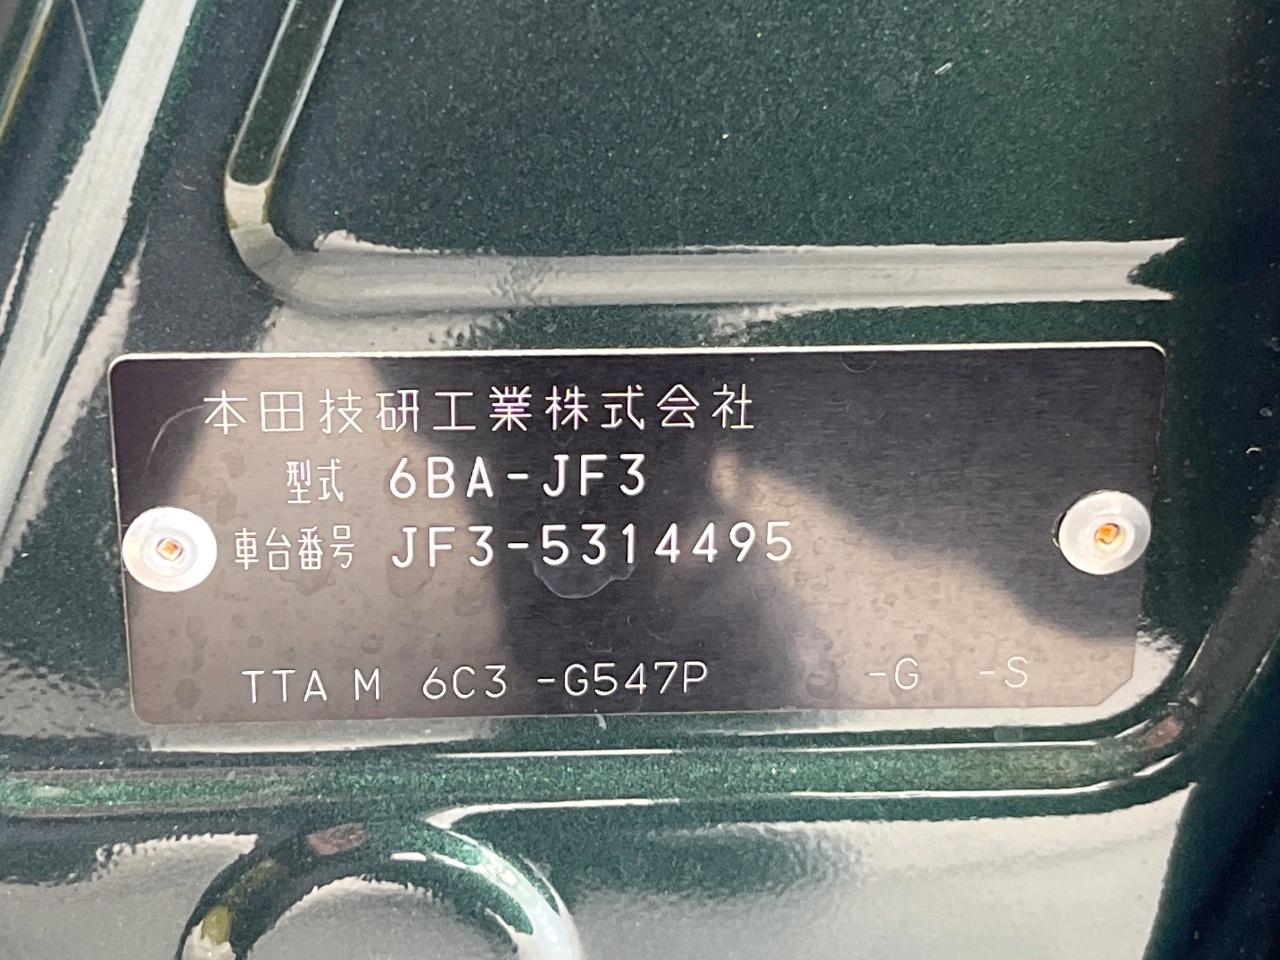 本田技研工業株式会社
型式 6BA-JF3
車台番号 JF3-5314495
TTA M 6C3 -G547P -G -S